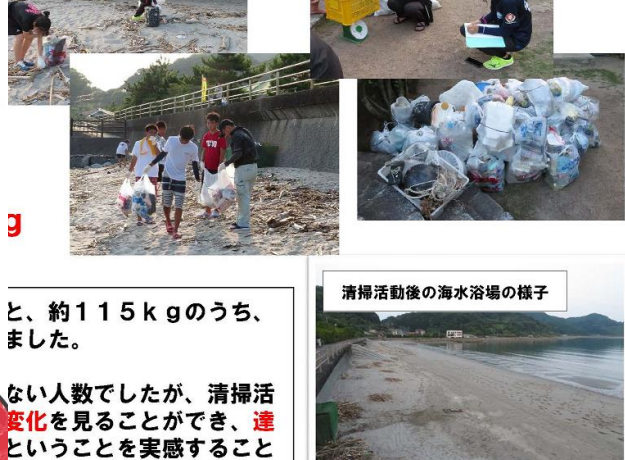 g
清掃活動後の海水浴場の様子
と、約１１５ｋｇのうち、
ました。
ない人数でしたが、清掃活
変化を見ることができ、達
ということを実感すること